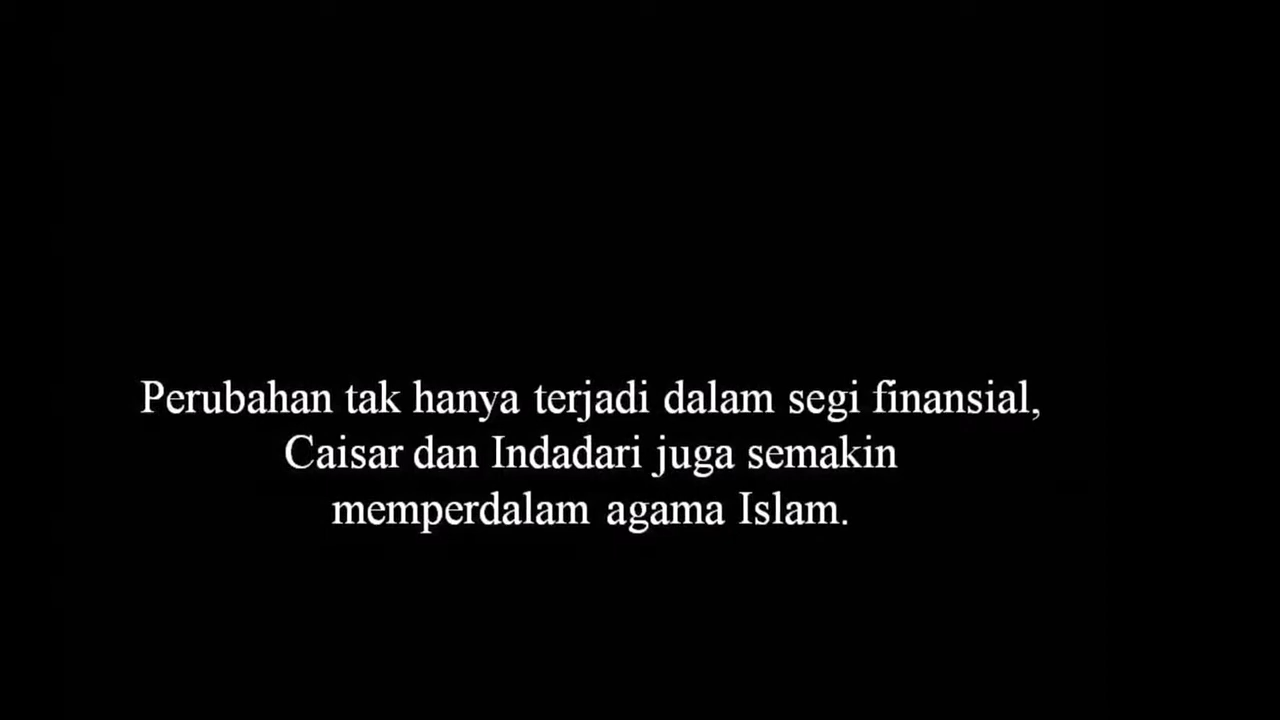 Perubahan tak hanya terjadi dalam segi finansial,
Caisar dan Indadari juga semakin
memperdalam agama Islam.